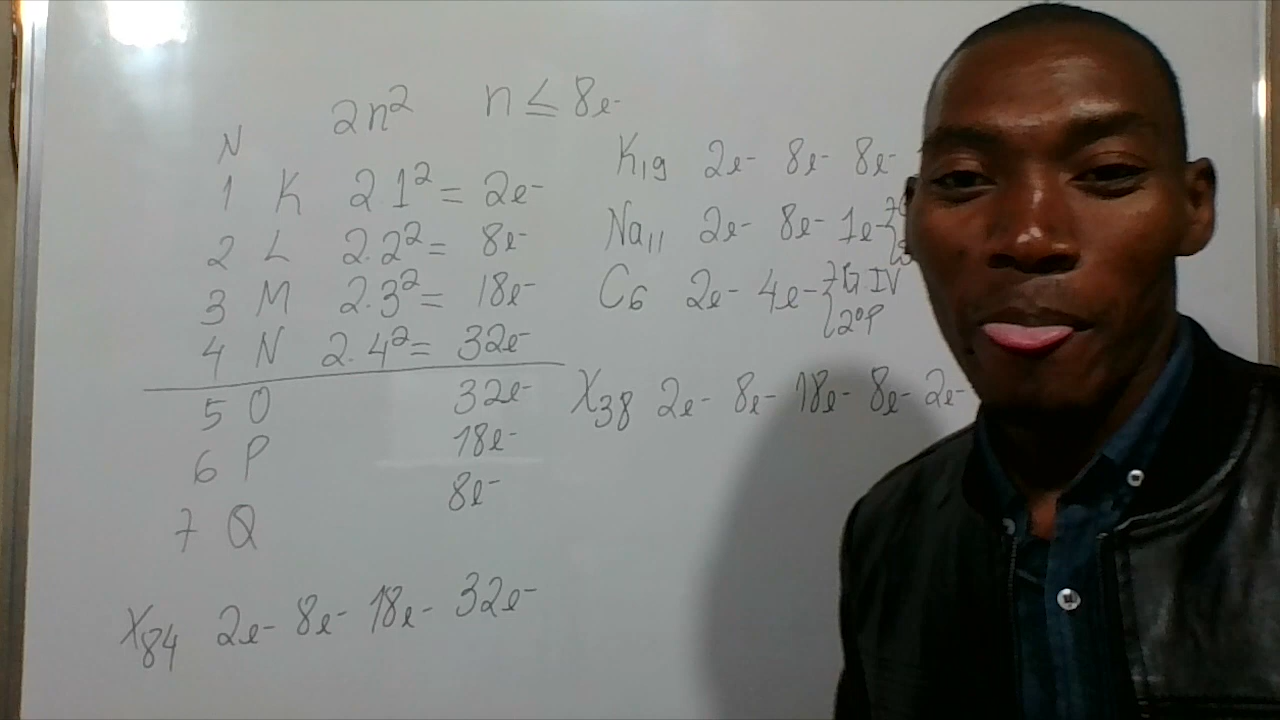 2n² n ≤ 8e-
N
1 K 2.1² = 2e-
2 L 2.2² = 8e-
3 M 2.3² = 18e-
4 N 2.4² = 32e-
5 O 32e-
6 P 18e-
7 Q 8e-
X84 2e- 8e- 18e- 32e-
K19 2e- 8e- 8e-
Na11 2e- 8e- 1e-
C6 2e- 4e- { G IV
2ºP
X38 2e- 8e- 18e- 8e- 2e-